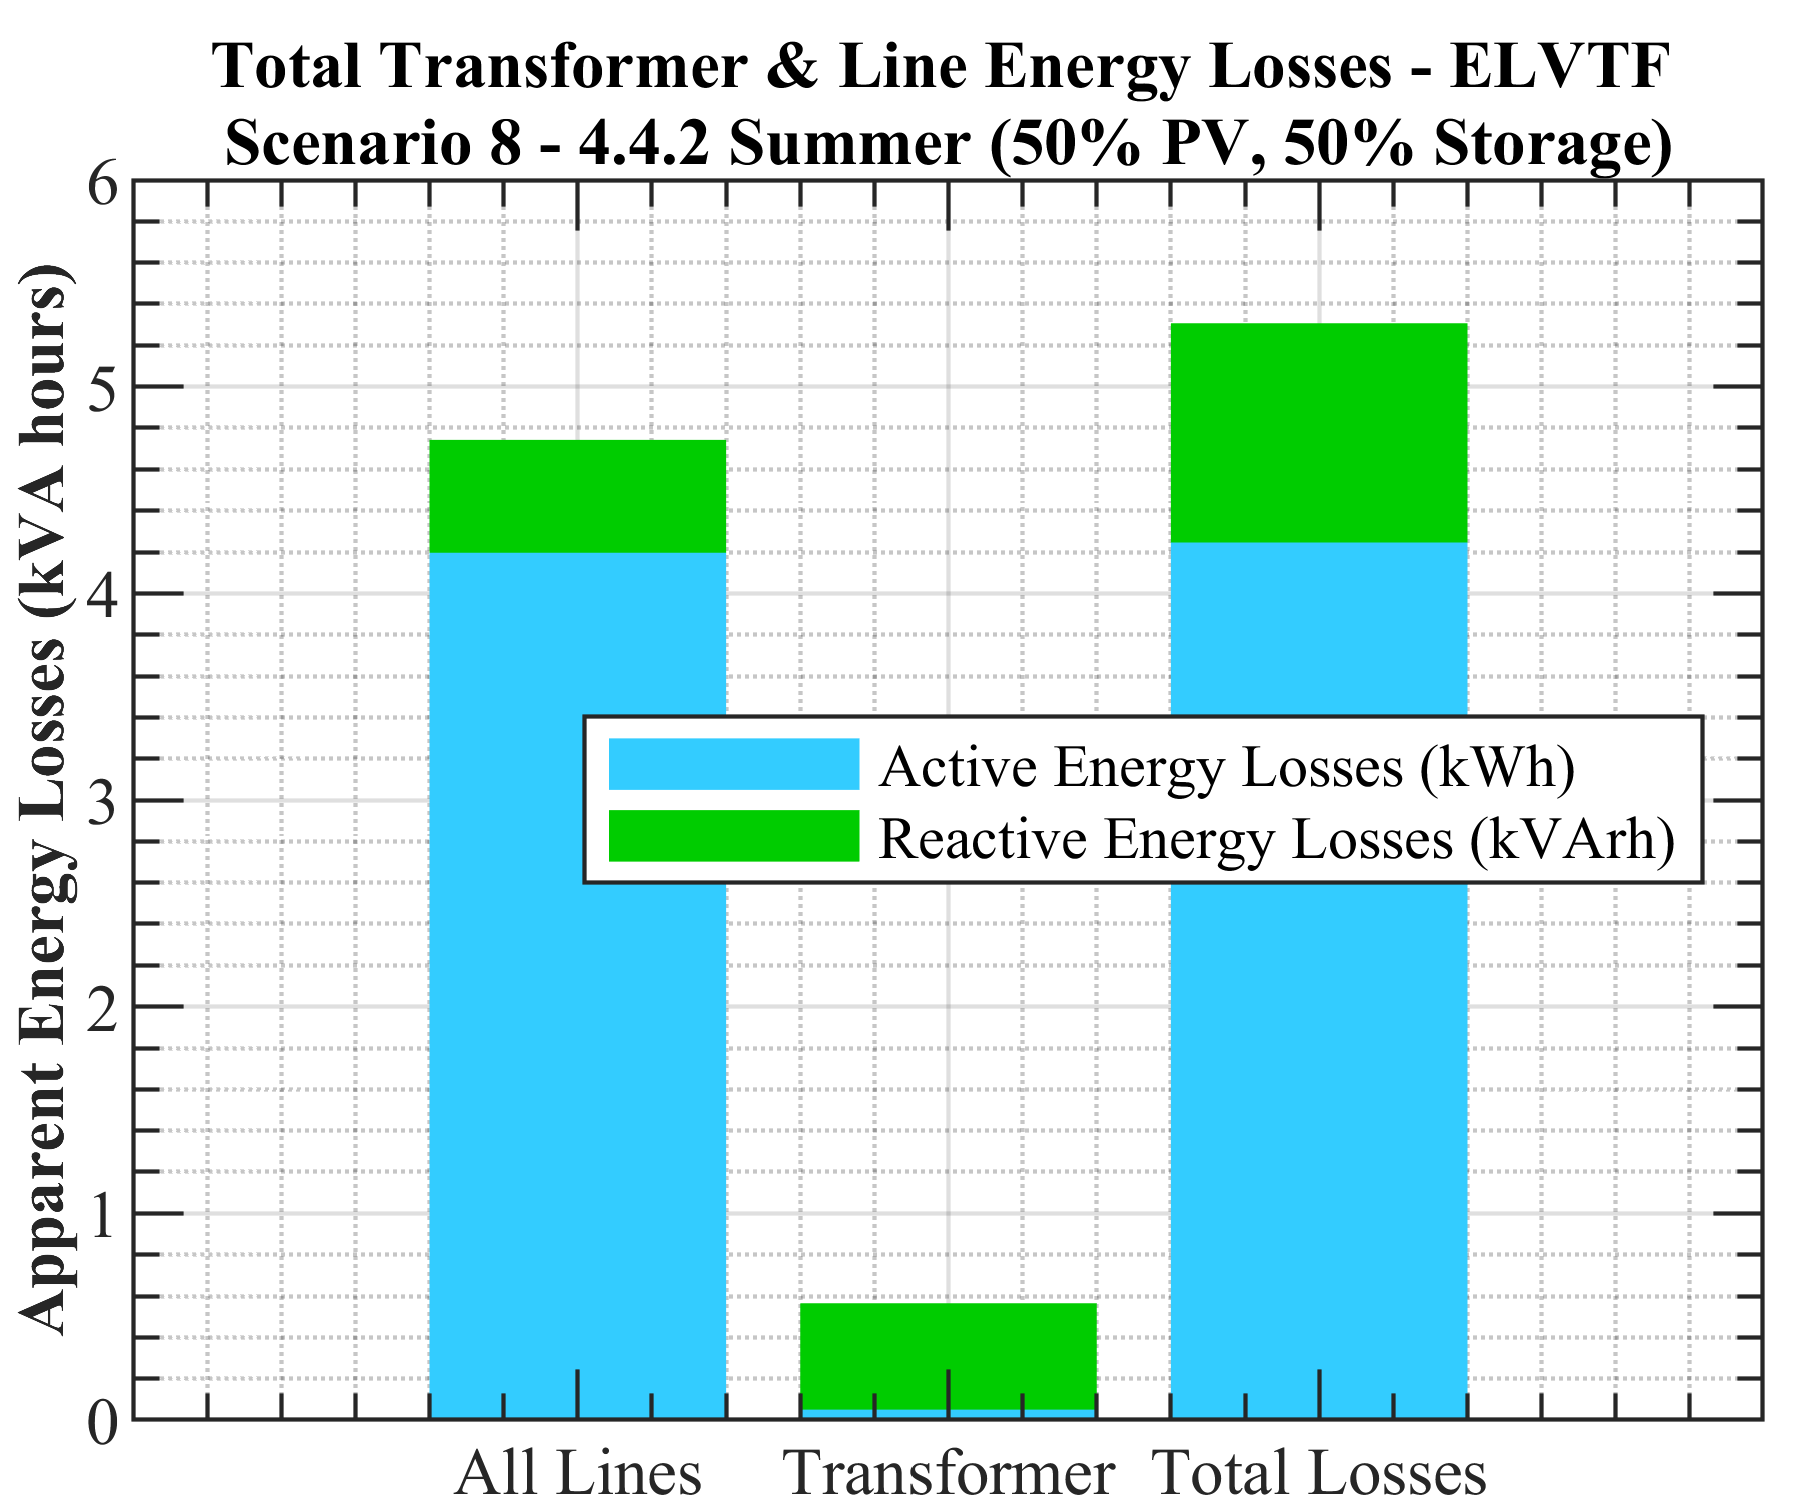 Total Transformer & Line Energy Losses - ELVTF
Scenario 8 - 4.4.2 Summer (50% PV, 50% Storage)
Apparent Energy Losses (kVA hours)
6
5
4
3
2
1
0
Active Energy Losses (kWh)
Reactive Energy Losses (kVArh)
All Lines
Transformer
Total Losses